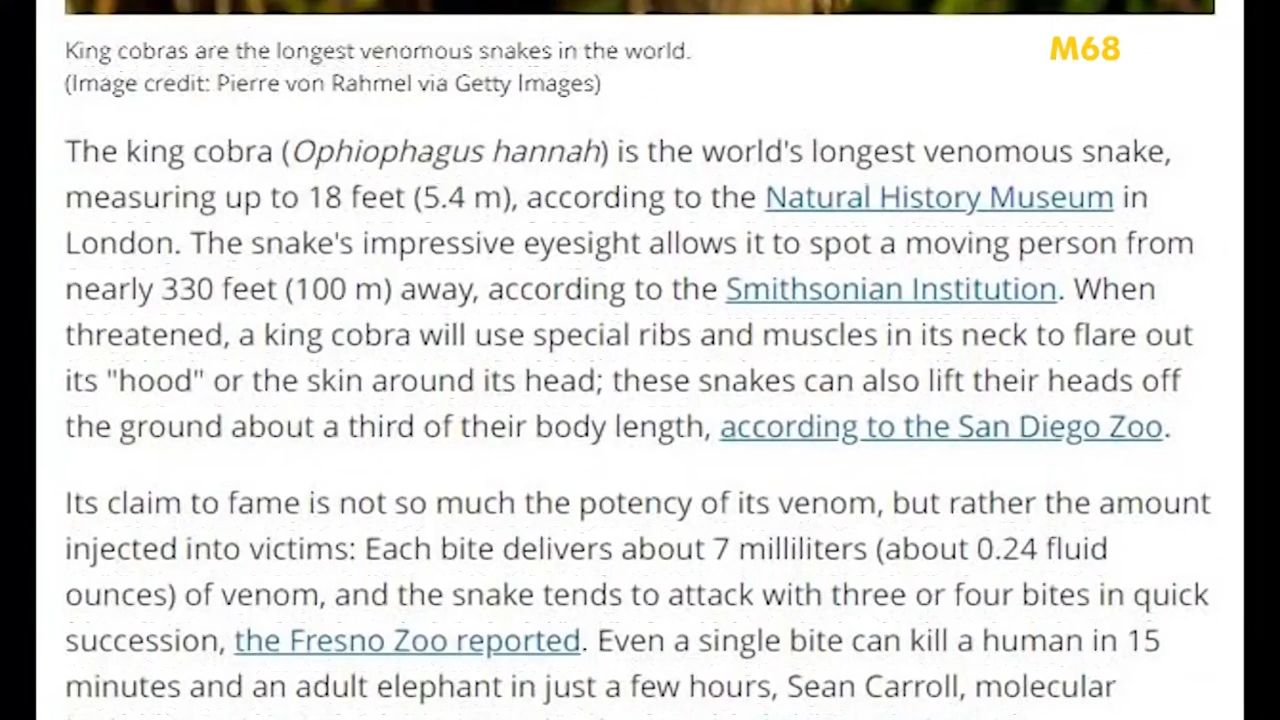 King cobras are the longest venomous snakes in the world.
M68
(Image credit: Pierre von Rahmel via Getty Images)
The king cobra (Ophiophagus hannah) is the world's longest venomous snake,
measuring up to 18 feet (5.4 m), according to the Natural History Museum in
London. The snake's impressive eyesight allows it to spot a moving person from
nearly 330 feet (100 m) away, according to the Smithsonian Institution. When
threatened, a king cobra will use special ribs and muscles in its neck to flare out
its "hood" or the skin around its head; these snakes can also lift their heads off
the ground about a third of their body length, according to the San Diego Zoo.
Its claim to fame is not so much the potency of its venom, but rather the amount
injected into victims: Each bite delivers about 7 milliliters (about 0.24 fluid
ounces) of venom, and the snake tends to attack with three or four bites in quick
succession, the Fresno Zoo reported. Even a single bite can kill a human in 15
minutes and an adult elephant in just a few hours, Sean Carroll, molecular